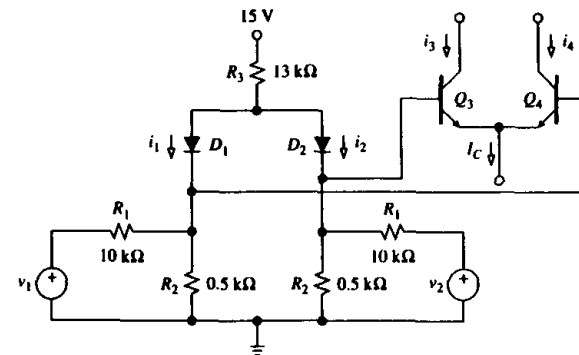 15 V
i3
i4
R3 13 kΩ
Q3
Q4
i1 D1
D2 i2
IC
R1
R1
10 kΩ
10 kΩ
v1 +
R2 0.5 kΩ
R2 0.5 kΩ
v2 +